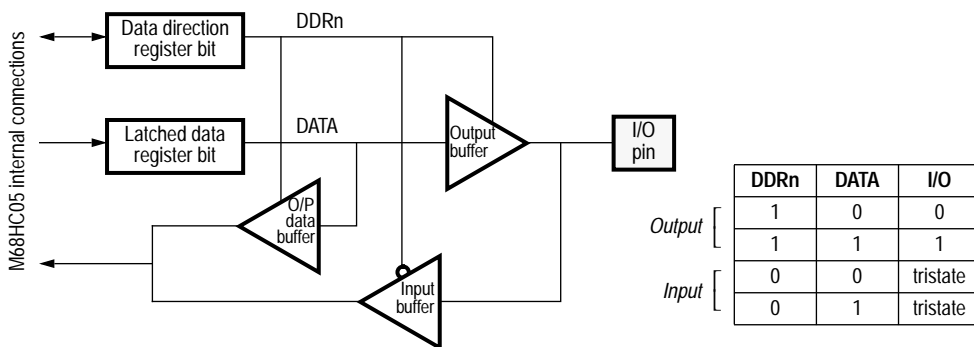 M68HC05 internal connections
Data direction
register bit
DDRn
Latched data
register bit
DATA
Output
buffer
I/O
pin
O/P
data
buffer
Input
buffer
DDRn DATA I/O
Output
1 0 0
1 1 1
Input
0 0 tristate
0 1 tristate